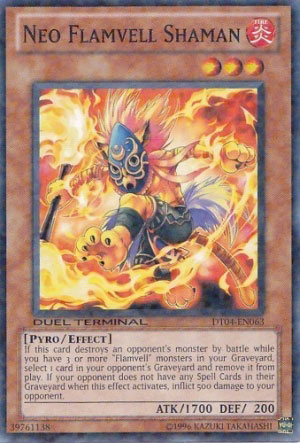 NEO FLAMVELL SHAMAN
FIRE
炎
DUEL TERMINAL
DT04-EN063
[PYRO/EFFECT]
If this card destroys an opponent's monster by battle while
you have 3 or more "Flamvell" monsters in your Graveyard,
select 1 card in your opponent's Graveyard and remove it from
play. If your opponent does not have any Spell Cards in their
Graveyard when this effect activates, inflict 500 damage to your
opponent.
ATK/1700 DEF/ 200
39761138
©1996 KAZUKI TAKAHASHI